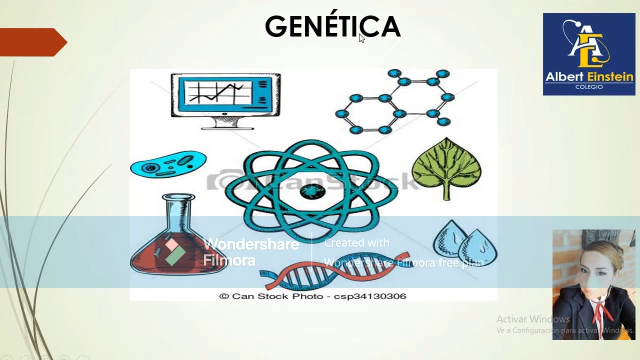 GENÉTICA
Albert Einstein
COLEGIO
CanStock
Wondershare
Filmora
Created with
Wondershare Filmora free plan
© Can Stock Photo - csp34130306
Activar Windows
Ve a Configuración para activar Windows.